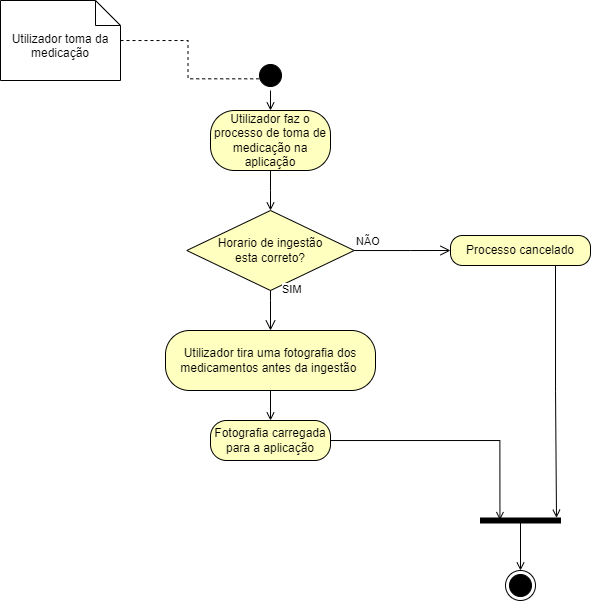 Utilizador toma da
medicação
Utilizador faz o
processo de toma de
medicação na
aplicação
Horario de ingestão
esta correto?
NÃO
Processo cancelado
SIM
Utilizador tira uma fotografia dos
medicamentos antes da ingestão
Fotografia carregada
para a aplicação